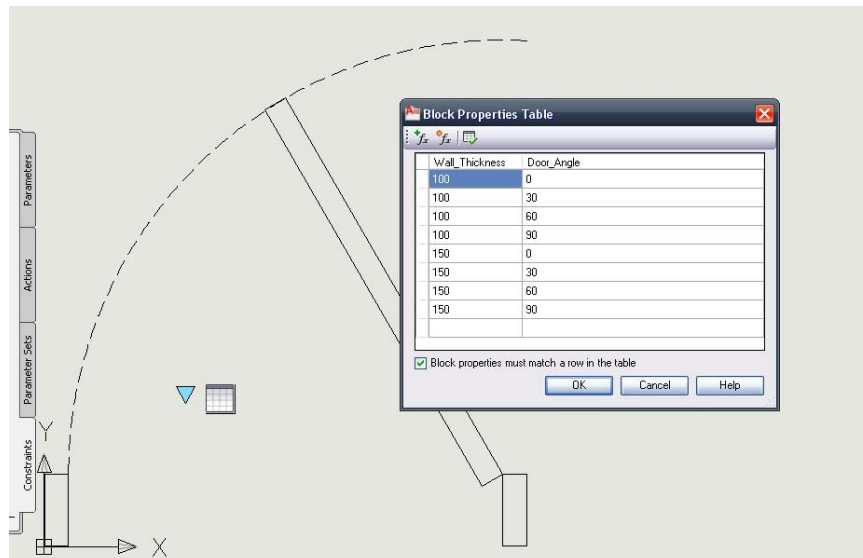 Block Properties Table
Wall_Thickness Door_Angle
100 0
100 30
100 60
100 90
150 0
150 30
150 60
150 90
Block properties must match a row in the table
OK Cancel Help
Parameters
Actions
Parameter Sets
Constraints
Y
X